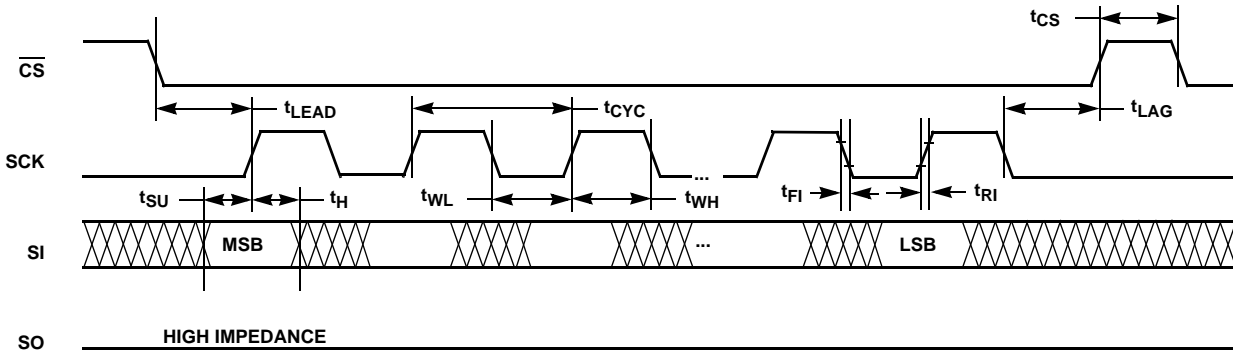 tCS
CS
tLEAD
tCYC
tLAG
SCK
...
tSU
tH
tWL
tWH
tFI
tRI
SI
MSB
...
LSB
SO
HIGH IMPEDANCE